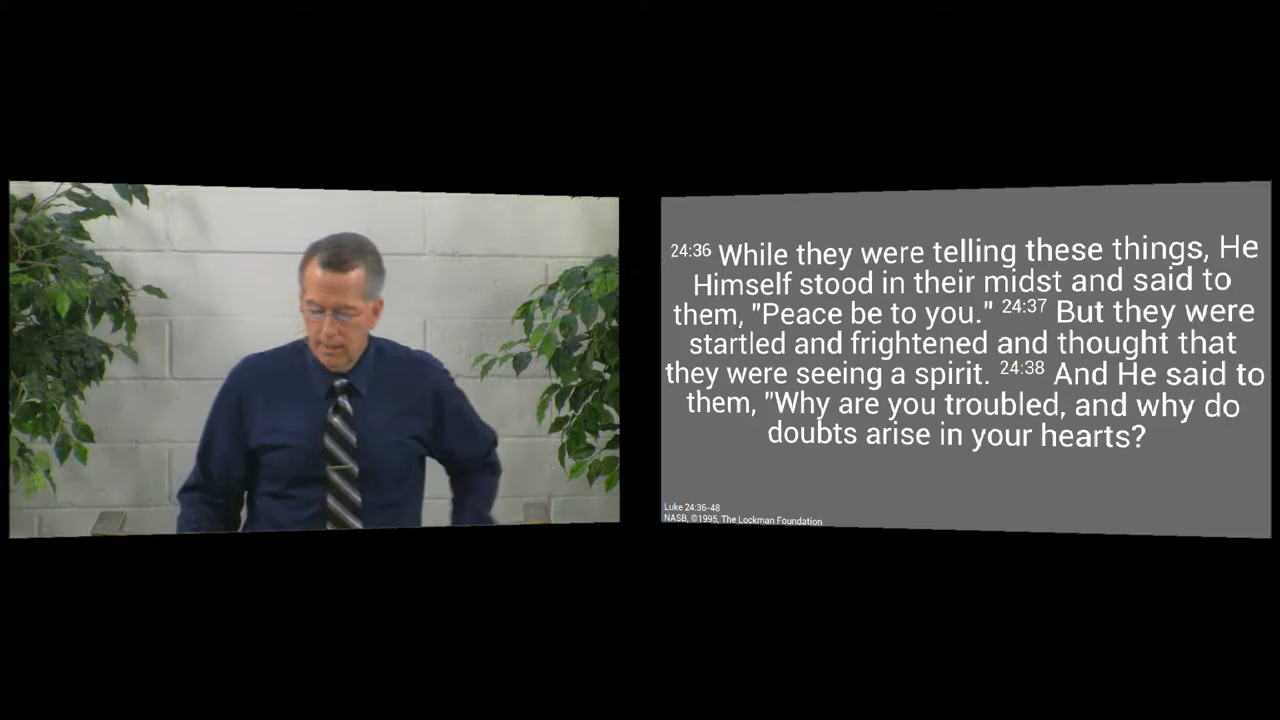 24:36 While they were telling these things, He
Himself stood in their midst and said to
them, "Peace be to you." 24:37 But they were
startled and frightened and thought that
they were seeing a spirit. 24:38 And He said to
them, "Why are you troubled, and why do
doubts arise in your hearts?
Luke 24:36-48
NASB, ©1995, The Lockman Foundation